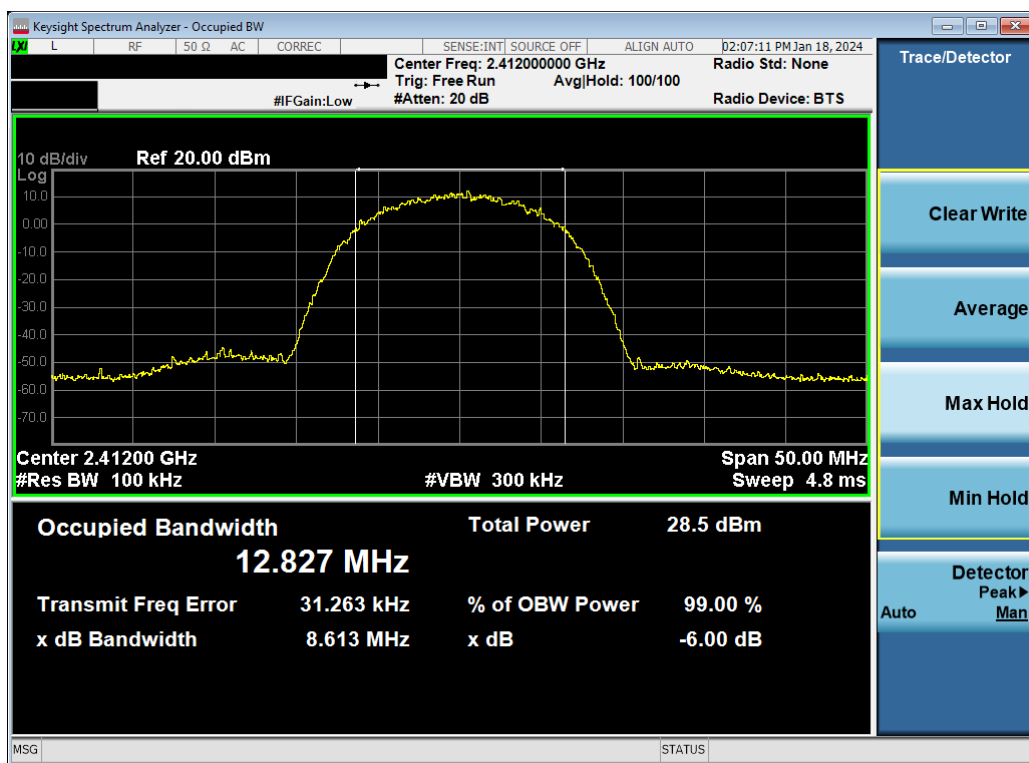 Keysight Spectrum Analyzer - Occupied BW
LXI L RF 50 Ω AC CORREC SENSE:INT SOURCE OFF ALIGN AUTO 02:07:11 PM Jan 18, 2024
Center Freq: 2.412000000 GHz Radio Std: None
Trig: Free Run Avg|Hold: 100/100
#IFGain:Low #Atten: 20 dB Radio Device: BTS
10 dB/div Ref 20.00 dBm
Log
10.0
0.00
-10.0
-20.0
-30.0
-40.0
-50.0
-60.0
-70.0
Center 2.41200 GHz Span 50.00 MHz
#Res BW 100 kHz #VBW 300 kHz Sweep 4.8 ms
Occupied Bandwidth Total Power 28.5 dBm
12.827 MHz
Transmit Freq Error 31.263 kHz % of OBW Power 99.00 %
x dB Bandwidth 8.613 MHz x dB -6.00 dB
MSG STATUS
Trace/Detector
Clear Write
Average
Max Hold
Min Hold
Detector
Peak▶
Auto Man